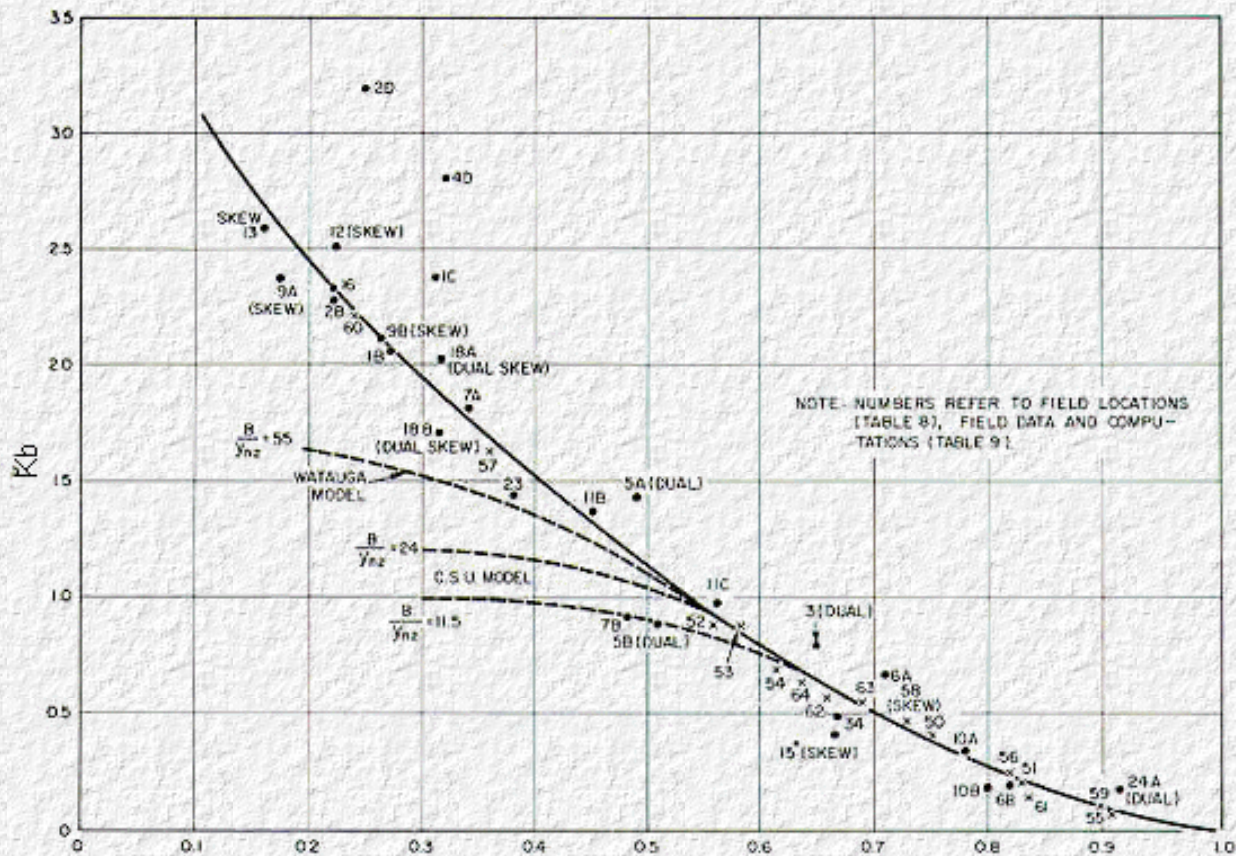 3.5
3.0
2.5
2.0
1.5
1.0
0.5
0
Kb
2D
4D
SKEW
13
12 (SKEW)
9A
(SKEW)
1C
16
2B
60
9B (SKEW)
1B
18A
(DUAL SKEW)
7A
18B
(DUAL SKEW)
57
NOTE- NUMBERS REFER TO FIELD LOCATIONS
(TABLE 8), FIELD DATA AND COMPU-
TATIONS (TABLE 9).
B
yn2 = 55
WATAUGA
MODEL
23
11B
5A (DUAL)
B
yn2 = 24
C.S.U. MODEL
B
yn2 = 11.5
11C
7B
5B (DUAL)
52
53
3 (DUAL)
54
64
62
34
15 (SKEW)
63
6A
58
(SKEW)
50
10A
56
51
10B
6B
61
59
55
24A
(DUAL)
0
0.1
0.2
0.3
0.4
0.5
0.6
0.7
0.8
0.9
1.0